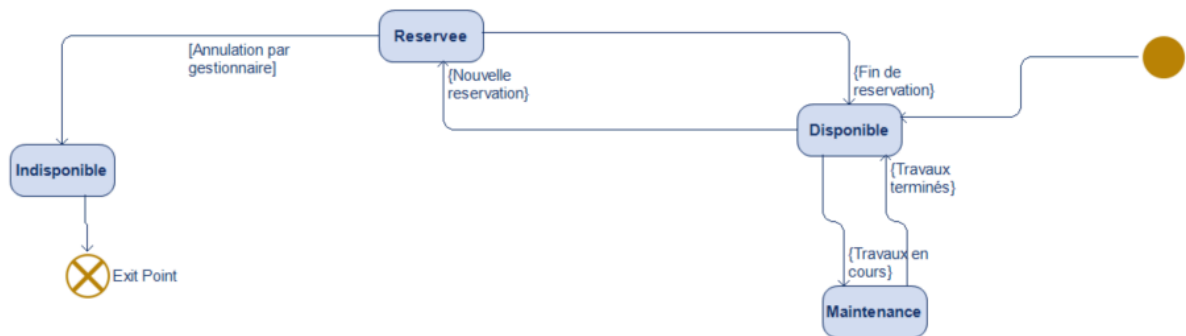 Reservee
[Annulation par
gestionnaire]
{Nouvelle
reservation}
{Fin de
reservation}
Disponible
Indisponible
{Travaux
terminés}
{Travaux en
cours}
Exit Point
Maintenance